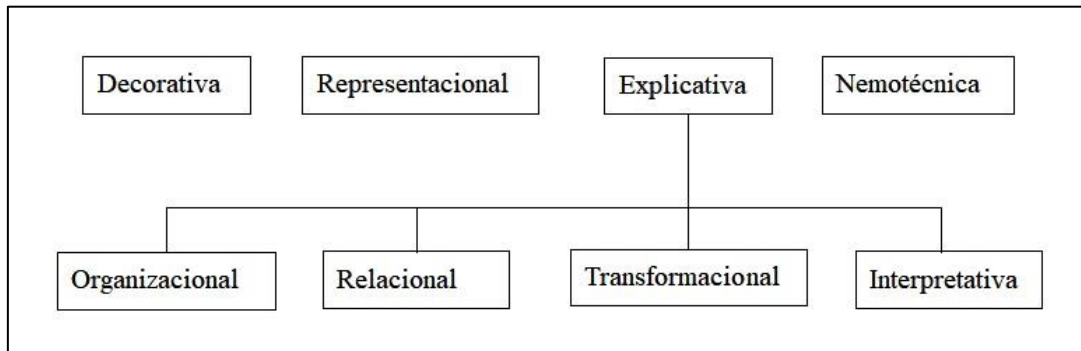 Decorativa
Representacional
Explicativa
Nemotécnica
Organizacional
Relacional
Transformacional
Interpretativa